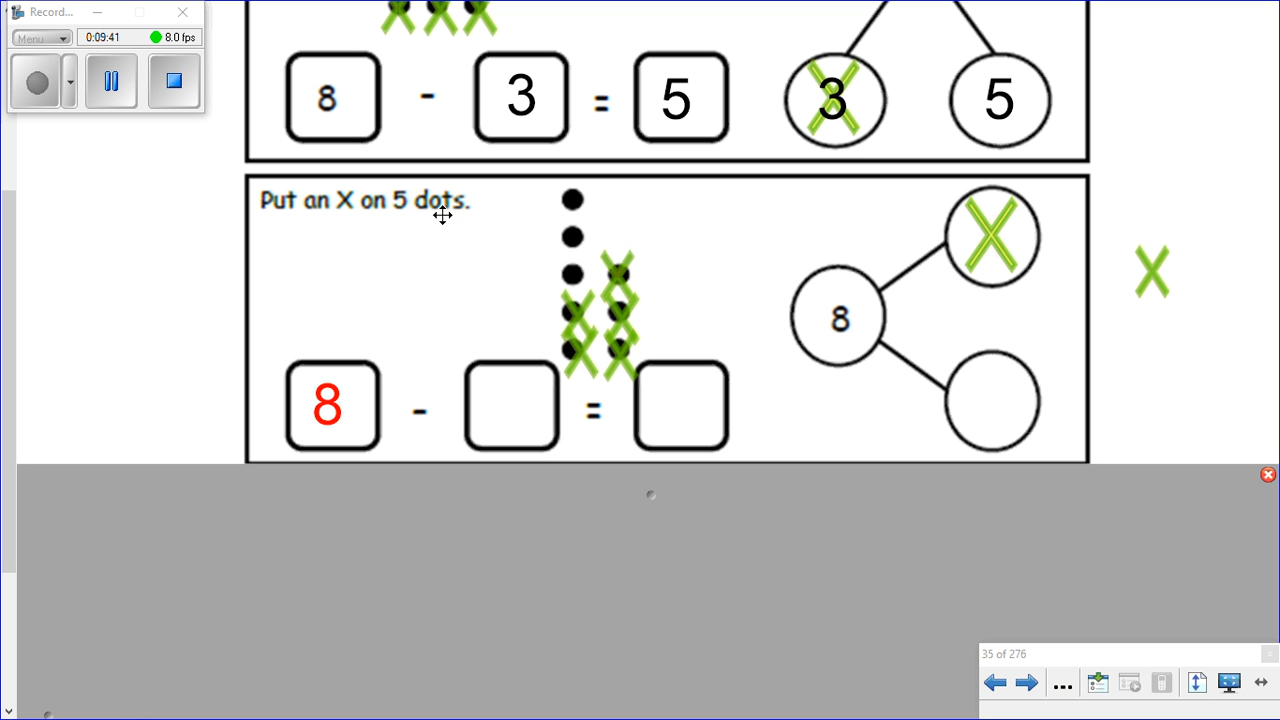 Record...
Menu
0:09:41
8.0 fps
8 - 3 = 5
3
5
Put an X on 5 dots.
8
8 - =
35 of 276